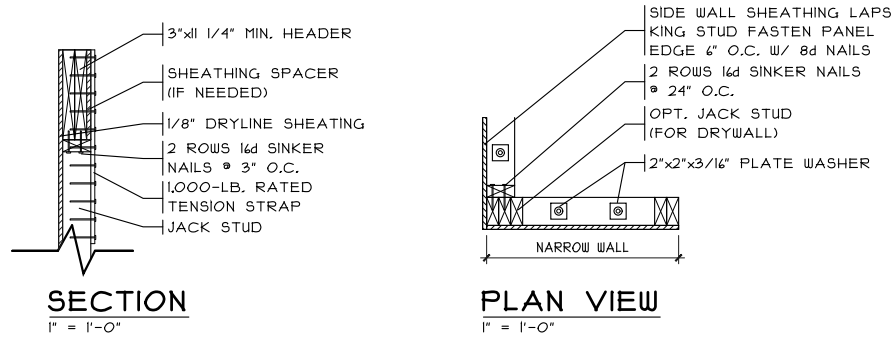 3"x11 1/4" MIN. HEADER
SHEATHING SPACER
(IF NEEDED)
1/8" DRYLINE SHEATING
2 ROWS 16d SINKER
NAILS @ 3" O.C.
1,000-LB. RATED
TENSION STRAP
JACK STUD
SECTION
1" = 1'-0"
SIDE WALL SHEATHING LAPS
KING STUD FASTEN PANEL
EDGE 6" O.C. W/ 8d NAILS
2 ROWS 16d SINKER NAILS
@ 24" O.C.
OPT. JACK STUD
(FOR DRYWALL)
2"x2"x3/16" PLATE WASHER
NARROW WALL
PLAN VIEW
1" = 1'-0"